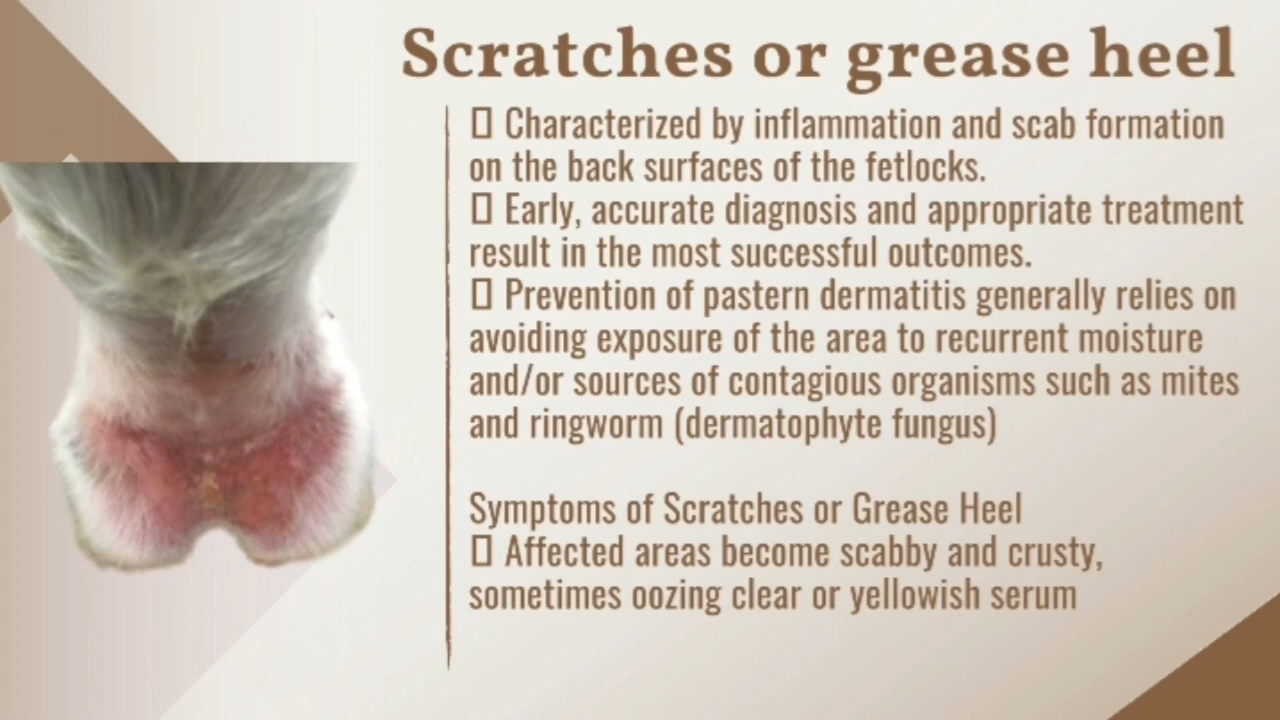 Scratches or grease heel
▯ Characterized by inflammation and scab formation
on the back surfaces of the fetlocks.
▯ Early, accurate diagnosis and appropriate treatment
result in the most successful outcomes.
▯ Prevention of pastern dermatitis generally relies on
avoiding exposure of the area to recurrent moisture
and/or sources of contagious organisms such as mites
and ringworm (dermatophyte fungus)
Symptoms of Scratches or Grease Heel
▯ Affected areas become scabby and crusty,
sometimes oozing clear or yellowish serum